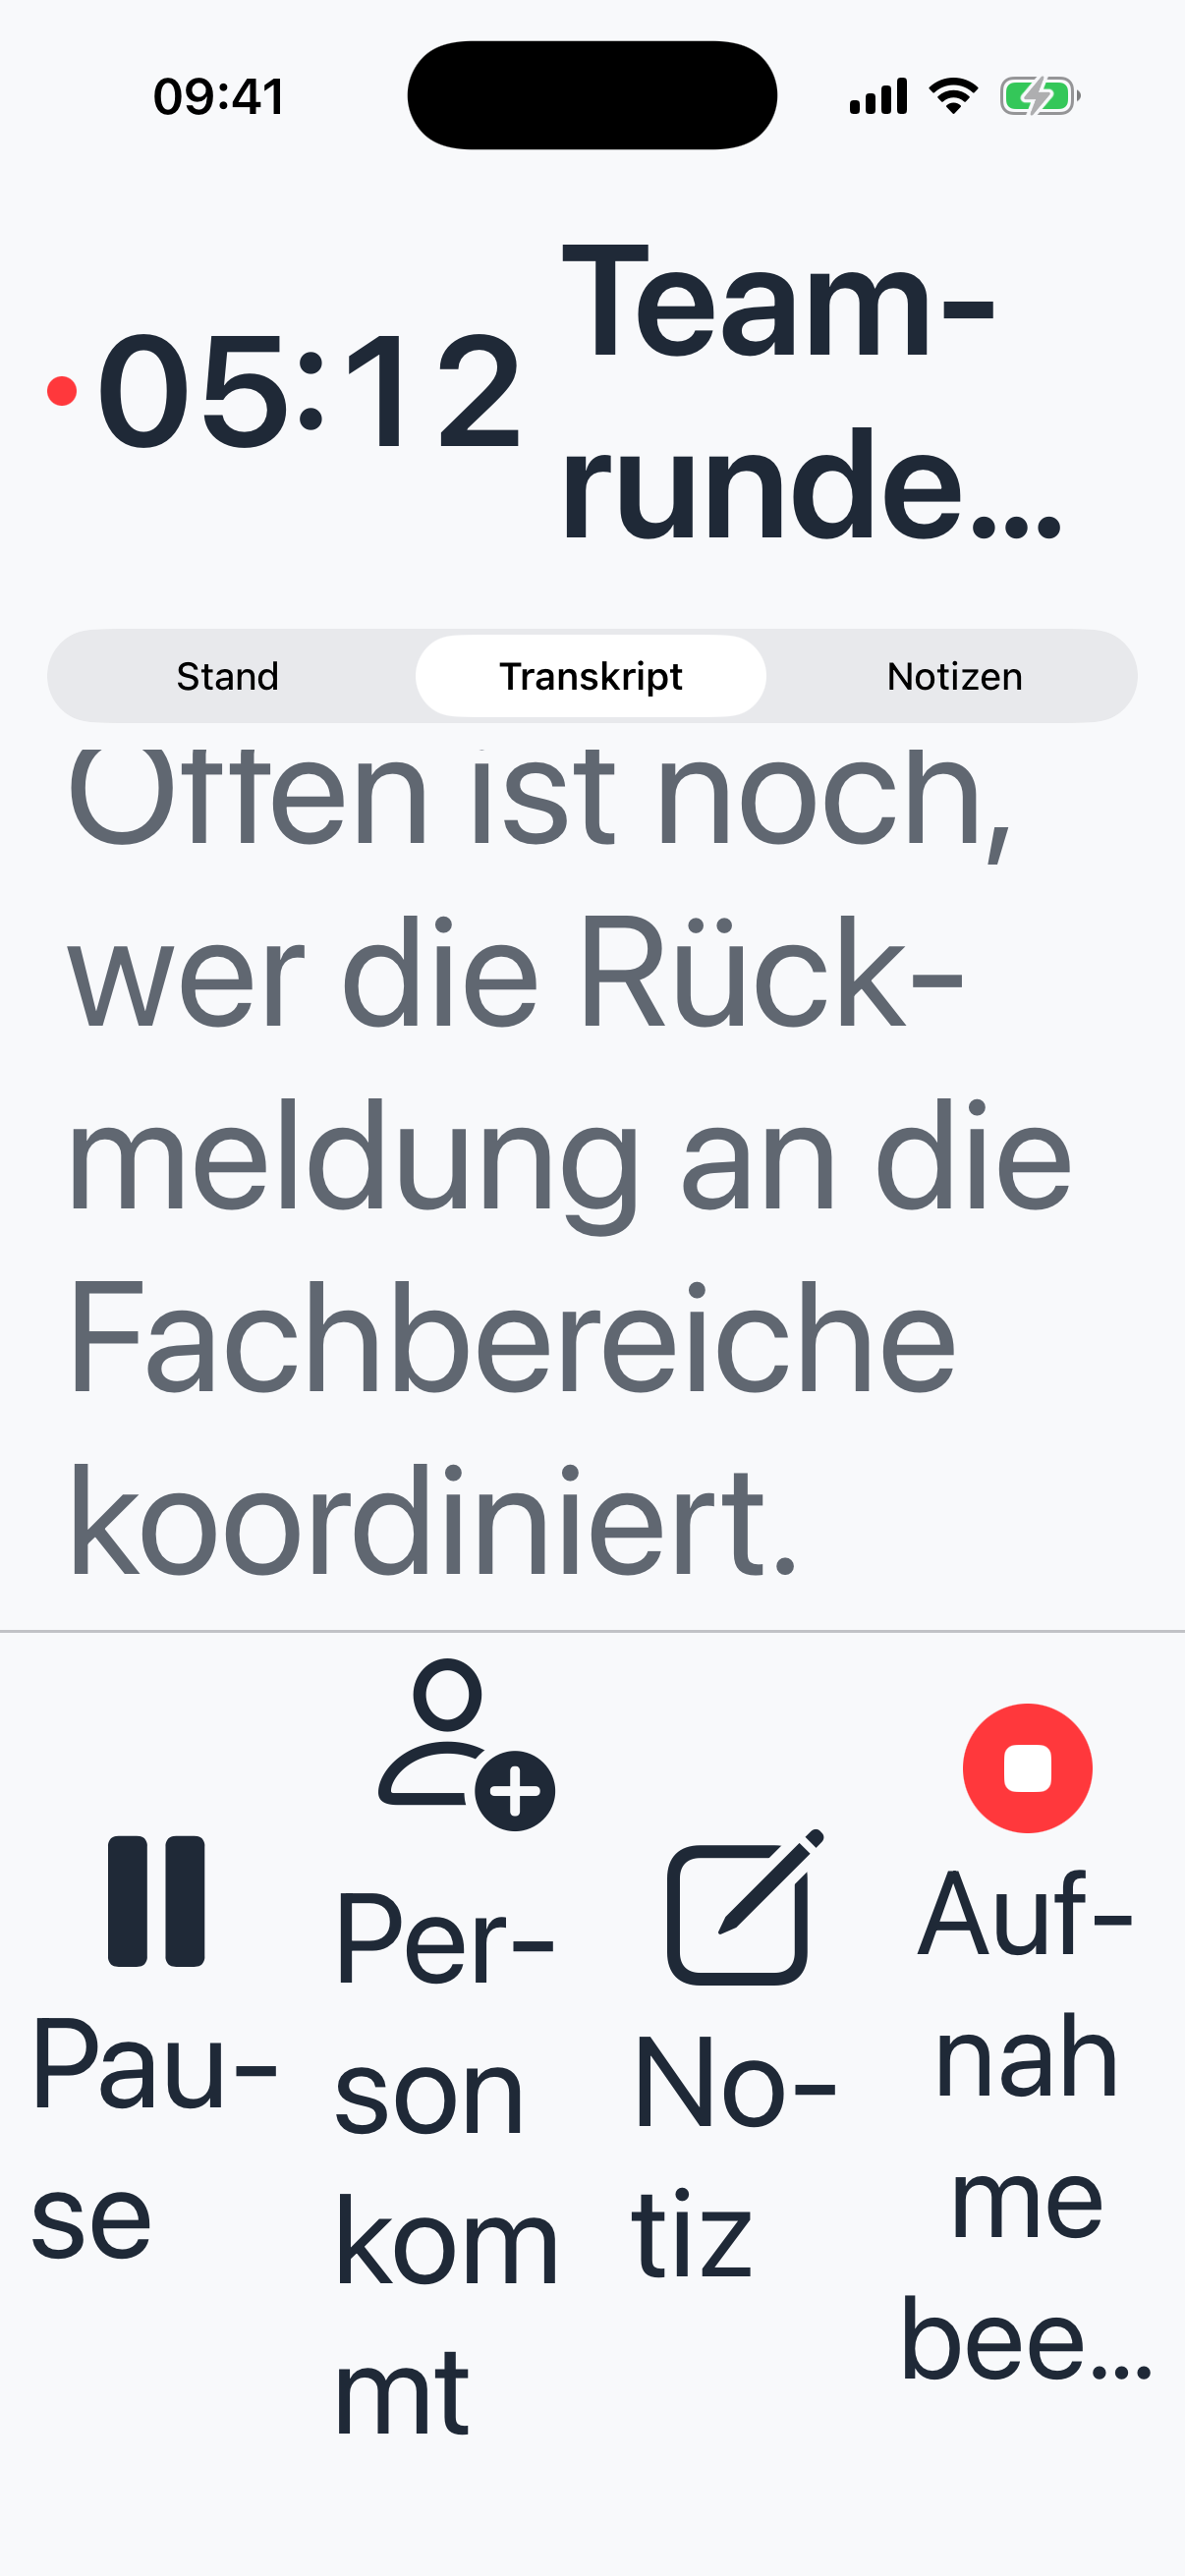 09:41
05:12
Team-
runde...
Stand
Transkript
Notizen
Offen ist noch,
wer die Rück-
meldung an die
Fachbereiche
koordiniert.
Pau-
se
Per-
son
kom
mt
No-
tiz
Auf-
nah
me
bee...